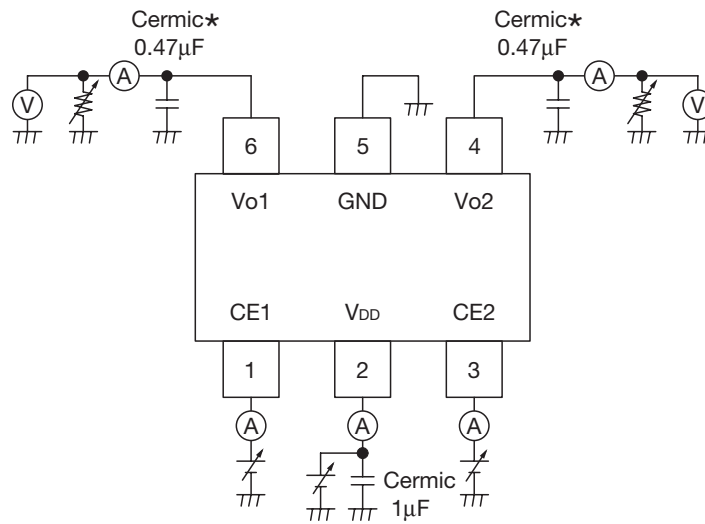 Cermic★
0.47μF
Cermic★
0.47μF
V
A
A
V
6
5
4
Vo1
GND
Vo2
CE1
VDD
CE2
1
2
3
A
A
A
Cermic
1μF